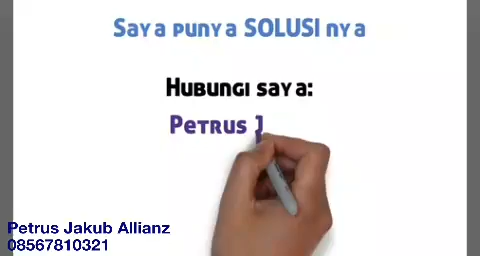 Saya punya SOLUSI nya
Hubungi saya:
Petrus J
Petrus Jakub Allianz
08567810321